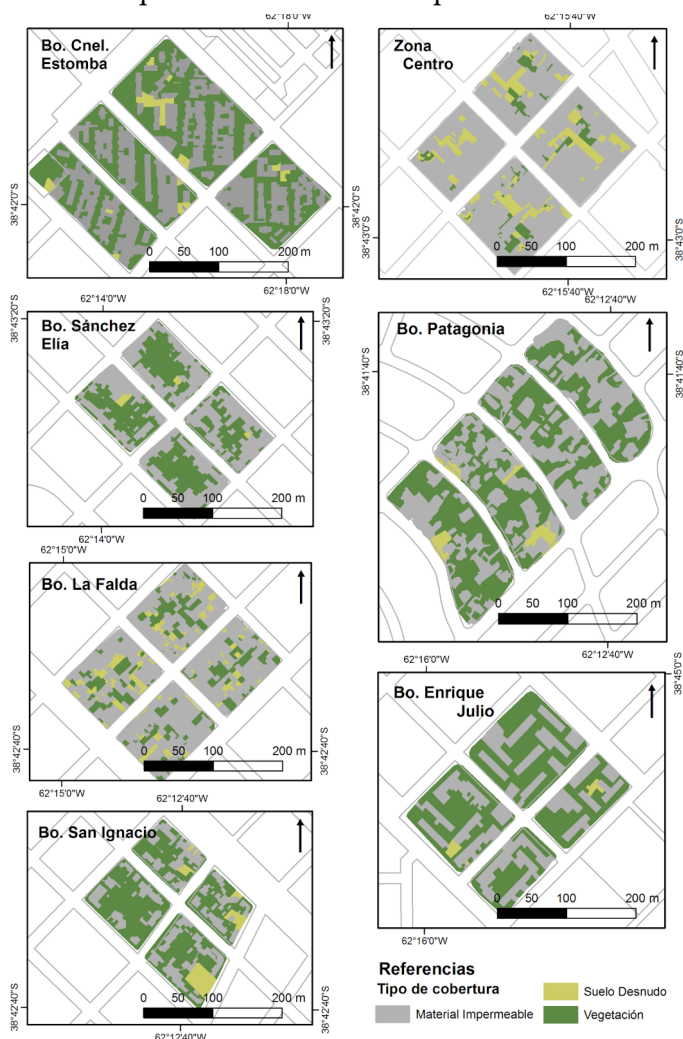 62°18'0"W
Bo. Cnel.
Estomba
38°42'0"S
38°42'0"S
0 50 100 200 m
62°18'0"W
62°15'40"W
Zona
Centro
38°43'0"S
38°43'0"S
0 50 100 200 m
62°15'40"W
62°14'0"W
38°43'20"S
38°43'20"S
Bo. Sánchez
Elía
0 50 100 200 m
62°14'0"W
62°12'40"W
Bo. Patagonia
38°41'40"S
38°41'40"S
0 50 100 200 m
62°12'40"W
62°15'0"W
Bo. La Falda
38°42'40"S
38°42'40"S
0 50 100 200 m
62°15'0"W
62°16'0"W
38°45'0"S
Bo. Enrique
Julio
0 50 100 200 m
62°16'0"W
62°12'40"W
Bo. San Ignacio
38°42'40"S
38°42'40"S
0 50 100 200 m
62°12'40"W
Referencias
Tipo de cobertura
Material Impermeable
Suelo Desnudo
Vegetación